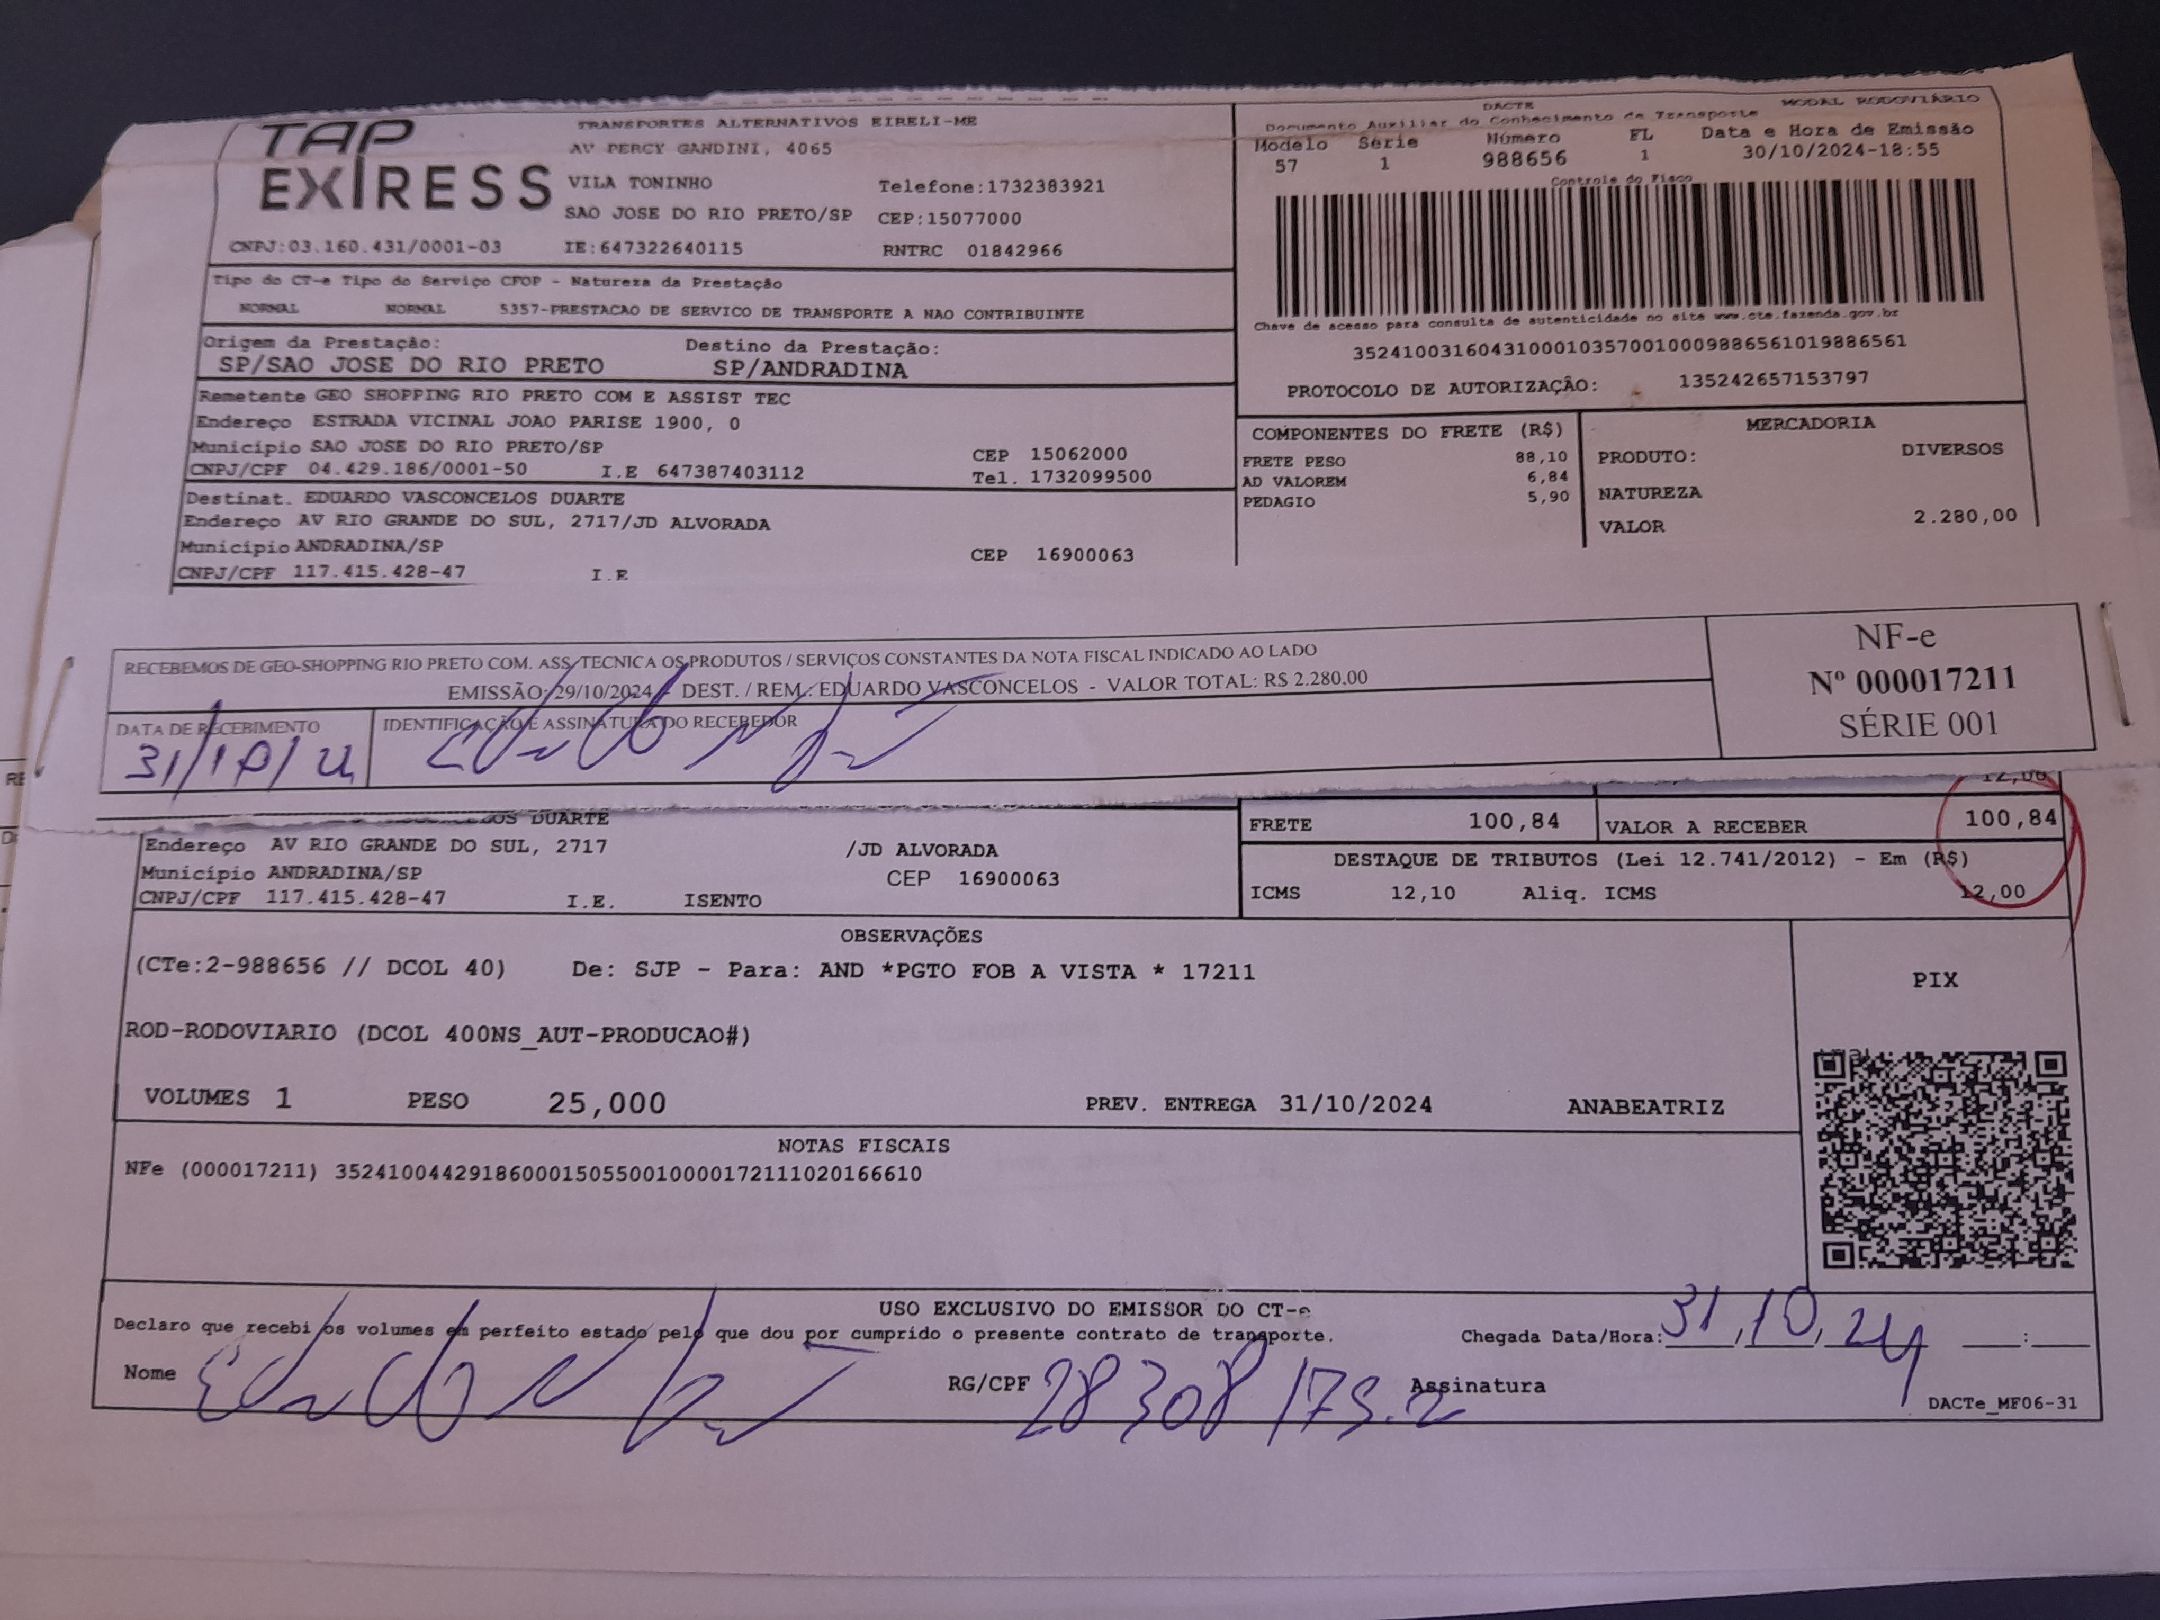 TAP
EXPRESS
TRANSPORTES ALTERNATIVOS EIRELI-ME
AV PERCY GANDINI, 4065
VILA TONINHO Telefone:1732383921
SAO JOSE DO RIO PRETO/SP CEP:15077000
CNPJ:03.160.431/0001-03 IE:647322640115 RNTRC 01842966
DACTE MODAL RODOVIÁRIO
Documento Auxiliar do Conhecimento de Transporte
Modelo Série Número FL Data e Hora de Emissão
57 1 988656 1 30/10/2024-18:55
Controle do Fisco
Chave de acesso para consulta de autenticidade no site www.cte.fazenda.gov.br
35241003160431000103570010009886561019886561
PROTOCOLO DE AUTORIZAÇÃO: 135242657153797
Tipo do CT-e Tipo do Serviço CFOP - Natureza da Prestação
NORMAL NORMAL 5357-PRESTACAO DE SERVICO DE TRANSPORTE A NAO CONTRIBUINTE
Origem da Prestação: Destino da Prestação:
SP/SAO JOSE DO RIO PRETO SP/ANDRADINA
Remetente GEO SHOPPING RIO PRETO COM E ASSIST TEC
Endereço ESTRADA VICINAL JOAO PARISE 1900, 0
Município SAO JOSE DO RIO PRETO/SP CEP 15062000
CNPJ/CPF 04.429.186/0001-50 I.E 647387403112 Tel. 1732099500
Destinat. EDUARDO VASCONCELOS DUARTE
Endereço AV RIO GRANDE DO SUL, 2717/JD ALVORADA
Município ANDRADINA/SP CEP 16900063
CNPJ/CPF 117.415.428-47 I.E
COMPONENTES DO FRETE (R$)
FRETE PESO 88,10
AD VALOREM 6,84
PEDAGIO 5,90
MERCADORIA
PRODUTO: DIVERSOS
NATUREZA
VALOR 2.280,00
RECEBEMOS DE GEO-SHOPPING RIO PRETO COM. ASS. TECNICA OS PRODUTOS / SERVIÇOS CONSTANTES DA NOTA FISCAL INDICADO AO LADO
EMISSÃO: 29/10/2024 - DEST. / REM.: EDUARDO VASCONCELOS - VALOR TOTAL: R$ 2.280,00
DATA DE RECEBIMENTO IDENTIFICAÇÃO E ASSINATURA DO RECEBEDOR
31/10/24
NF-e
Nº 000017211
SÉRIE 001
12,00
DUARTE
Endereço AV RIO GRANDE DO SUL, 2717 /JD ALVORADA
Município ANDRADINA/SP CEP 16900063
CNPJ/CPF 117.415.428-47 I.E. ISENTO
FRETE 100,84 VALOR A RECEBER 100,84
DESTAQUE DE TRIBUTOS (Lei 12.741/2012) - Em (R$)
ICMS 12,10 Aliq. ICMS 12,00
OBSERVAÇÕES
(CTe:2-988656 // DCOL 40) De: SJP - Para: AND *PGTO FOB A VISTA * 17211
ROD-RODOVIARIO (DCOL 400NS_AUT-PRODUCAO#)
VOLUMES 1 PESO 25,000 PREV. ENTREGA 31/10/2024 ANABEATRIZ
PIX
NOTAS FISCAIS
NFe (000017211) 35241004429186000150550010000172111020166610
USO EXCLUSIVO DO EMISSOR DO CT-e
Declaro que recebi os volumes em perfeito estado pelo que dou por cumprido o presente contrato de transporte. Chegada Data/Hora: 31,10,24 :
Nome RG/CPF 28308175.2 Assinatura
DACTe_MF06-31